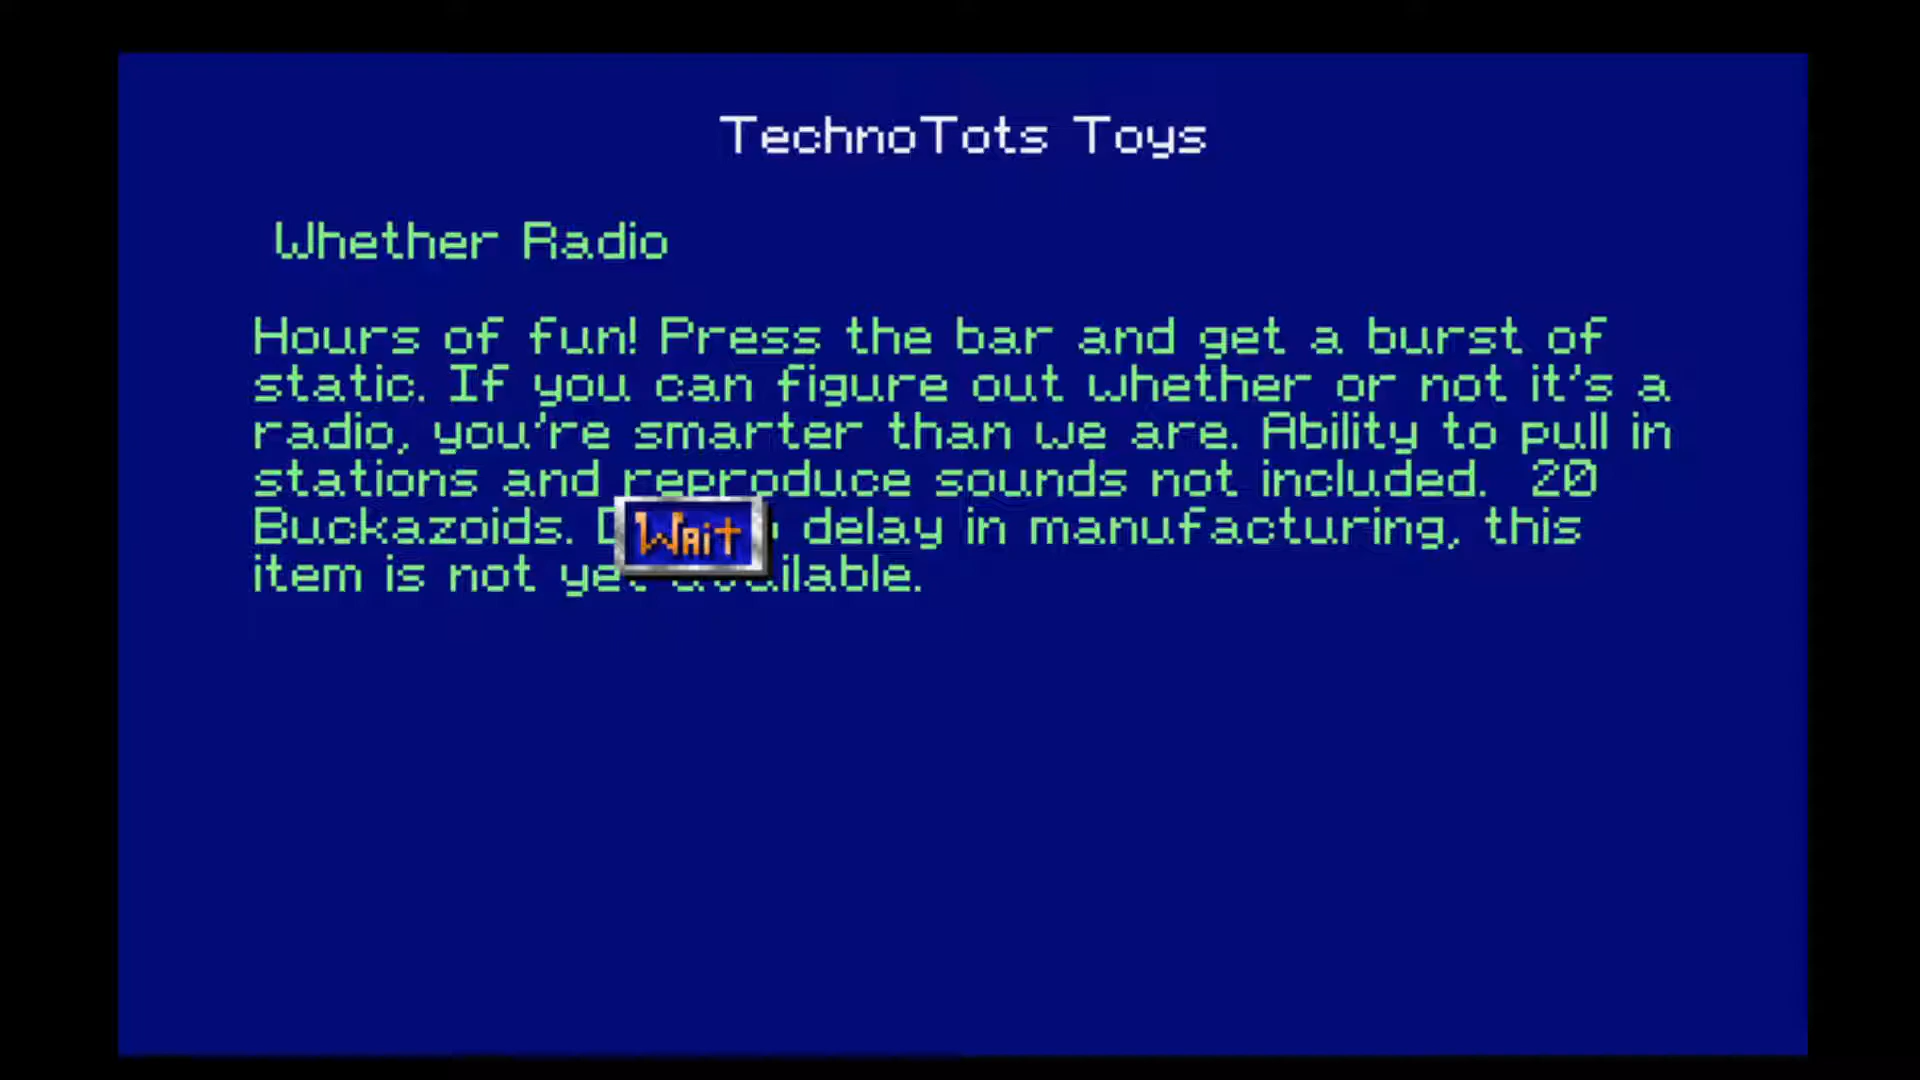 TechnoTots Toys
Whether Radio
Hours of fun! Press the bar and get a burst of
static. If you can figure out whether or not it's a
radio, you're smarter than we are. Ability to pull in
stations and reproduce sounds not included. 20
Buckazoids. Wait delay in manufacturing, this
item is not yet available.